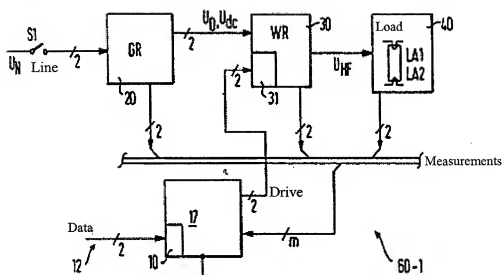 S1
U_N
Line
2
GR
20
U_0, U_dc
2
WR
30
31
2
U_HF
Load
40
LA1
LA2
2
2
2
Measurements
Drive
2
17
Data
2
12
10
m
60-1